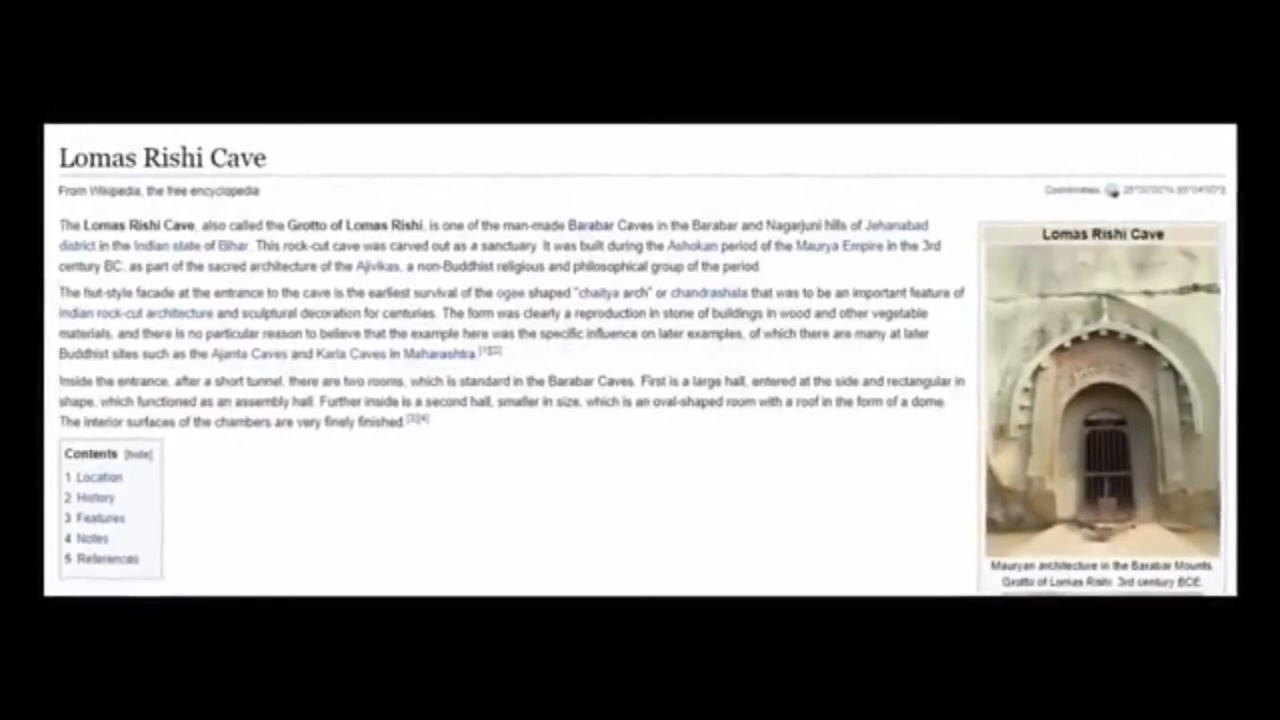 Lomas Rishi Cave
From Wikipedia, the free encyclopedia
The Lomas Rishi Cave, also called the Grotto of Lomas Rishi, is one of the man-made Barabar Caves in the Barabar and Nagarjuni hills of Jehanabad
district in the Indian state of Bihar. This rock-cut cave was carved out as a sanctuary. It was built during the Ashokan period of the Maurya Empire in the 3rd
century BC, as part of the sacred architecture of the Ajivikas, a non-Buddhist religious and philosophical group of the period.
The hut-style facade at the entrance to the cave is the earliest survival of the ogee shaped "chaitya arch" or chandrashala that was to be an important feature of
Indian rock-cut architecture and sculptural decoration for centuries. The form was clearly a reproduction in stone of buildings in wood and other vegetable
materials, and there is no particular reason to believe that the example here was the specific influence on later examples, of which there are many at later
Buddhist sites such as the Ajanta Caves and Karla Caves in Maharashtra.[1][2]
Inside the entrance, after a short tunnel, there are two rooms, which is standard in the Barabar Caves. First is a large hall, entered at the side and rectangular in
shape, which functioned as an assembly hall. Further inside is a second hall, smaller in size, which is an oval-shaped room with a roof in the form of a dome.
The interior surfaces of the chambers are very finely finished.[3][4]
Contents [hide]
1 Location
2 History
3 Features
4 Notes
5 References
Coordinates:
Lomas Rishi Cave
Mauryan architecture in the Barabar Mounts.
Grotto of Lomas Rishi. 3rd century BCE.